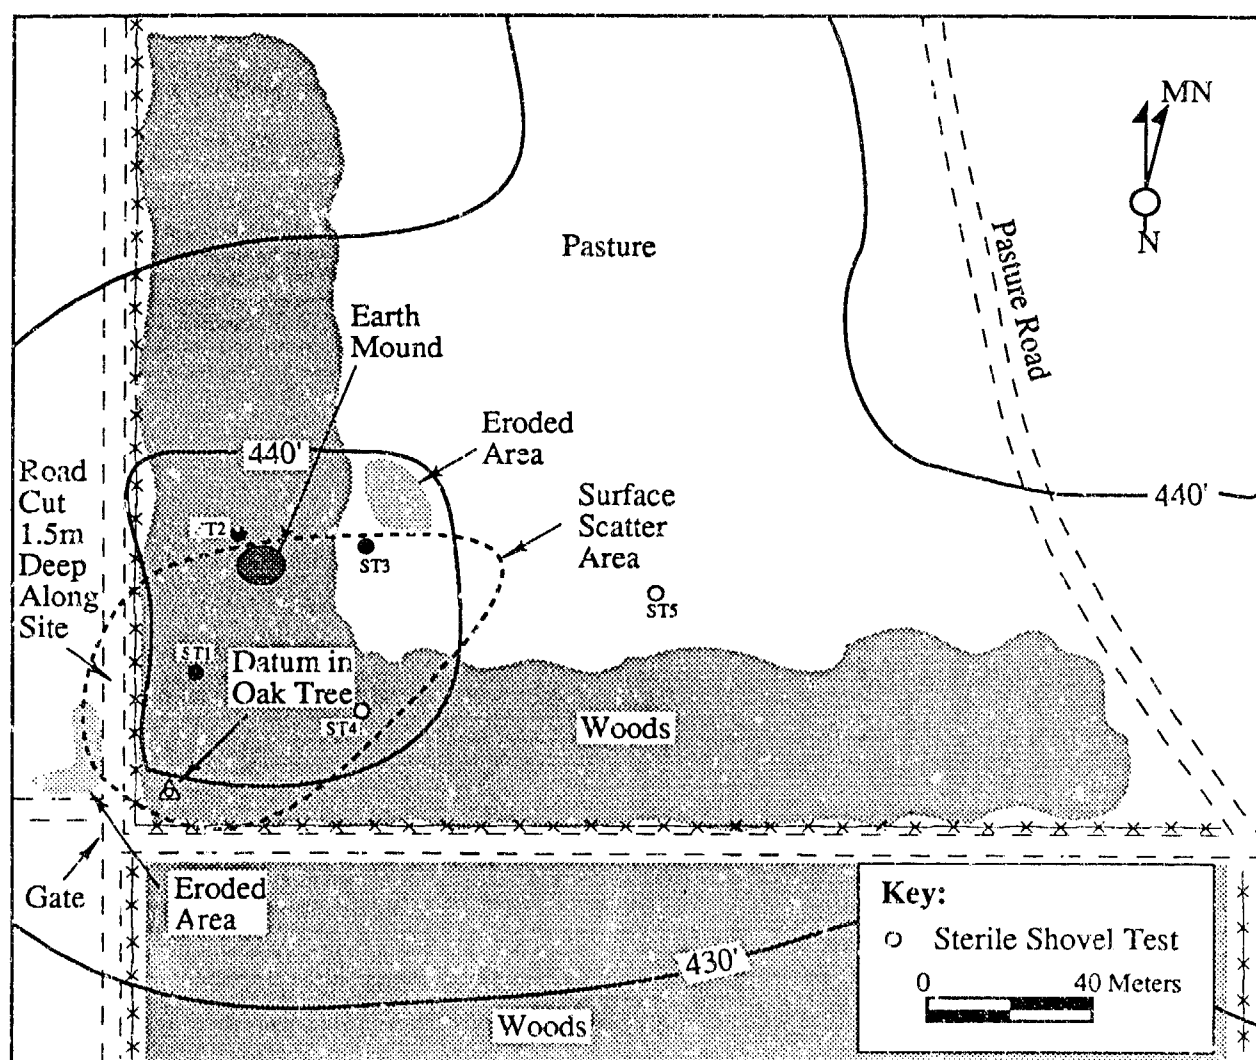 MN
N
Pasture
Pasture Road
Earth
Mound
Eroded
Area
440'
440'
Road
Cut
1.5m
Deep
Along
Site
Surface
Scatter
Area
ST2
ST3
ST5
ST1
Datum in
Oak Tree
ST4
Woods
Gate
Eroded
Area
430'
Woods
Key:
Sterile Shovel Test
0 40 Meters